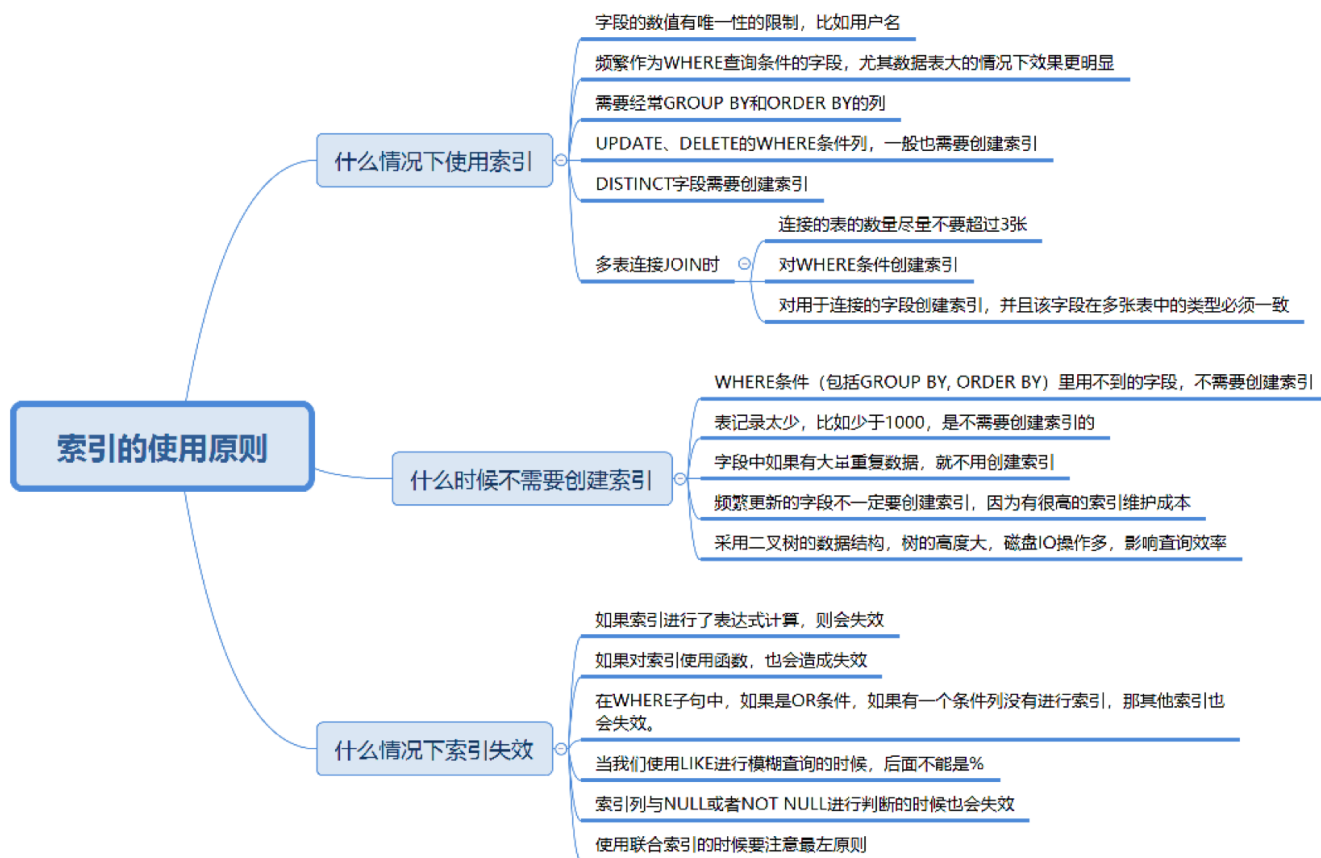 字段的数值有唯一性的限制，比如用户名
频繁作为WHERE查询条件的字段，尤其数据表大的情况下效果更明显
需要经常GROUP BY和ORDER BY的列
什么情况下使用索引
UPDATE、DELETE的WHERE条件列，一般也需要创建索引
DISTINCT字段需要创建索引
多表连接JOIN时
连接的表的数量尽量不要超过3张
对WHERE条件创建索引
对用于连接的字段创建索引，并且该字段在多张表中的类型必须一致
索引的使用原则
什么时候不需要创建索引
WHERE条件（包括GROUP BY, ORDER BY）里用不到的字段，不需要创建索引
表记录太少，比如少于1000，是不需要创建索引的
字段中如果有大量重复数据，就不用创建索引
频繁更新的字段不一定要创建索引，因为有很高的索引维护成本
采用二叉树的数据结构，树的高度大，磁盘IO操作多，影响查询效率
什么情况下索引失效
如果索引进行了表达式计算，则会失效
如果对索引使用函数，也会造成失效
在WHERE子句中，如果是OR条件，如果有一个条件列没有进行索引，那其他索引也
会失效。
当我们使用LIKE进行模糊查询的时候，后面不能是%
索引列与NULL或者NOT NULL进行判断的时候也会失效
使用联合索引的时候要注意最左原则